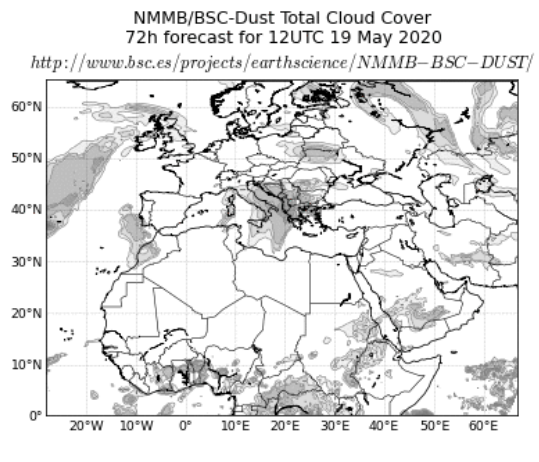 NMMB/BSC-Dust Total Cloud Cover
72h forecast for 12UTC 19 May 2020
http://www.bsc.es/projects/earthscience/NMMB−BSC−DUST/
60°N
50°N
40°N
30°N
20°N
10°N
0°
20°W 10°W 0° 10°E 20°E 30°E 40°E 50°E 60°E